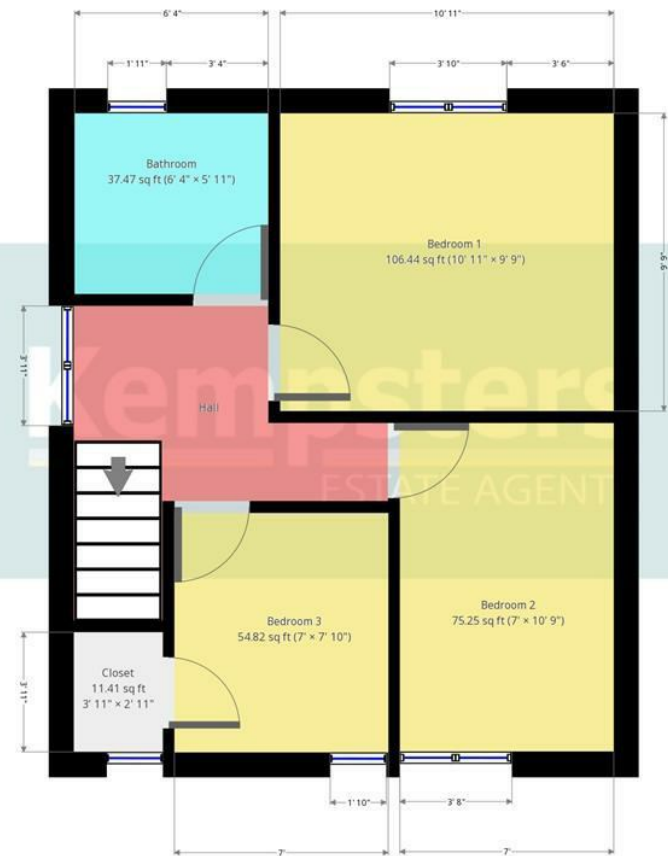 6' 4"
10' 11"
1' 11"
3' 4"
3' 10"
3' 6"
Bathroom
37.47 sq ft (6' 4" × 5' 11")
Bedroom 1
106.44 sq ft (10' 11" × 9' 9")
9' 9"
3' 11"
Hall
Kempsters
ESTATE AGENT
Bedroom 3
54.82 sq ft (7' × 7' 10")
Bedroom 2
75.25 sq ft (7' × 10' 9")
Closet
11.41 sq ft
3' 11" × 2' 11"
3' 11"
1' 10"
3' 8"
7'
7'